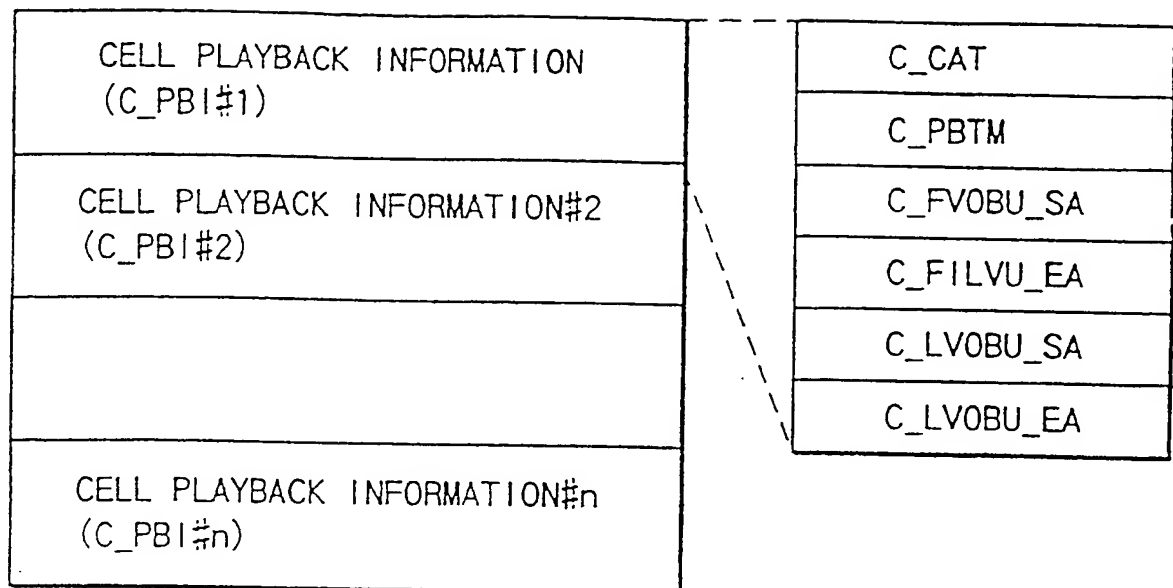 CELL PLAYBACK INFORMATION
(C_PBI#1)
CELL PLAYBACK INFORMATION#2
(C_PBI#2)
CELL PLAYBACK INFORMATION#n
(C_PBI#n)
C_CAT
C_PBTM
C_FVOBU_SA
C_FILVU_EA
C_LVOBU_SA
C_LVOBU_EA